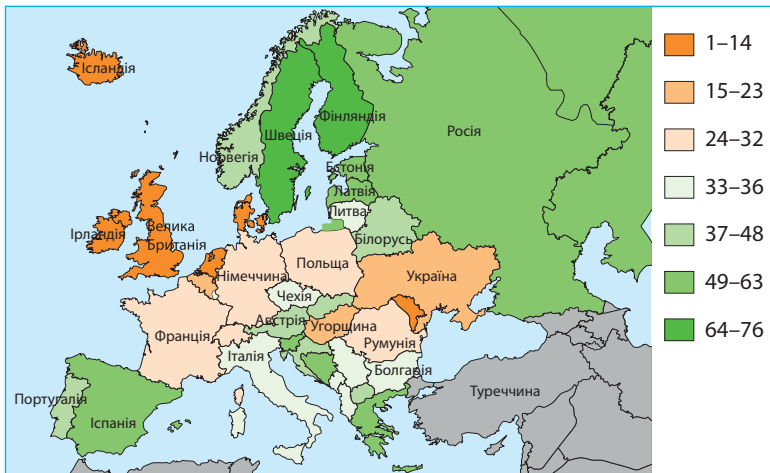 Ісландія
Фінляндія
Швеція
Норвегія
Росія
Естонія
Латвія
Литва
Білорусь
Ірландія
Велика
Британія
Німеччина
Польща
Україна
Чехія
Австрія
Угорщина
Франція
Румунія
Італія
Болгарія
Португалія
Іспанія
Туреччина
1–14
15–23
24–32
33–36
37–48
49–63
64–76